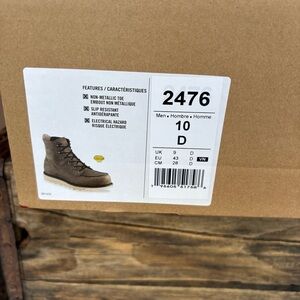 FEATURES / CARACTÉRISTIQUES
NON-METALLIC TOE
EMBOUT NON MÉTALLIQUE
SLIP RESISTANT
ANTIDÉRAPANTE
ELECTRICAL HAZARD
RISQUE ÉLECTRIQUE
2476
Men • Hombre • Homme
10
D
UK 9 D
EU 43 D VN
CM 28 D